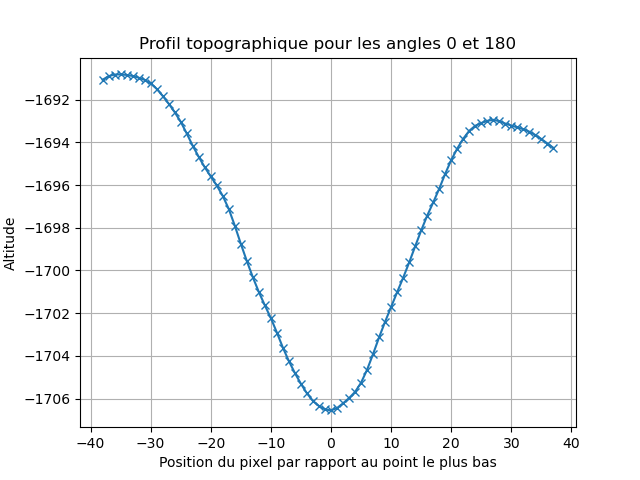 Profil topographique pour les angles 0 et 180
Altitude
−1692
−1694
−1696
−1698
−1700
−1702
−1704
−1706
−40 −30 −20 −10 0 10 20 30 40
Position du pixel par rapport au point le plus bas